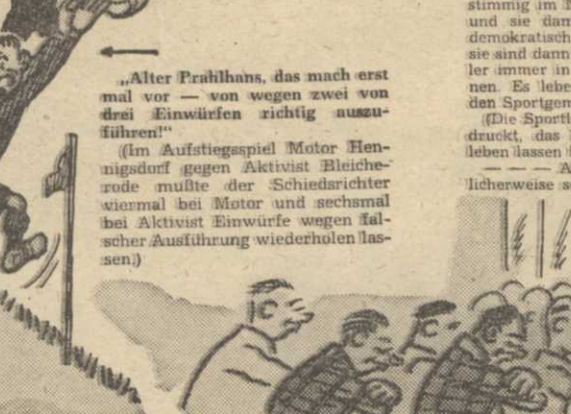 „Alter Prahlhans, das mach erst
mal vor — von wegen zwei von
drei Einwürfen richtig auszu-
führen!“
(Im Aufstiegsspiel Motor Hen-
nigsdorf gegen Aktivist Bleiche-
rode mußte der Schiedsrichter
viermal bei Motor und sechsmal
bei Aktivist Einwürfe wegen fal-
scher Ausführung wiederholen las-
sen.)
stimmig im
und sie dam
demokratisch
sie sind dann
ler immer in
nen. Es lebe
den Sportgem
(Die Sportl
druckt, das
leben lassen
— — — A
licherweise s